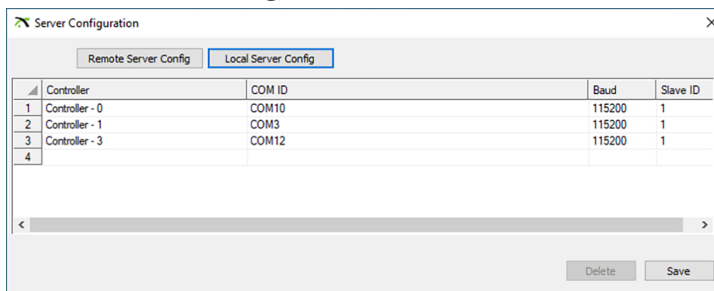 Server Configuration
Remote Server Config Local Server Config
Controller COM ID Baud Slave ID
1 Controller - 0 COM10 115200 1
2 Controller - 1 COM3 115200 1
3 Controller - 3 COM12 115200 1
4
Delete Save